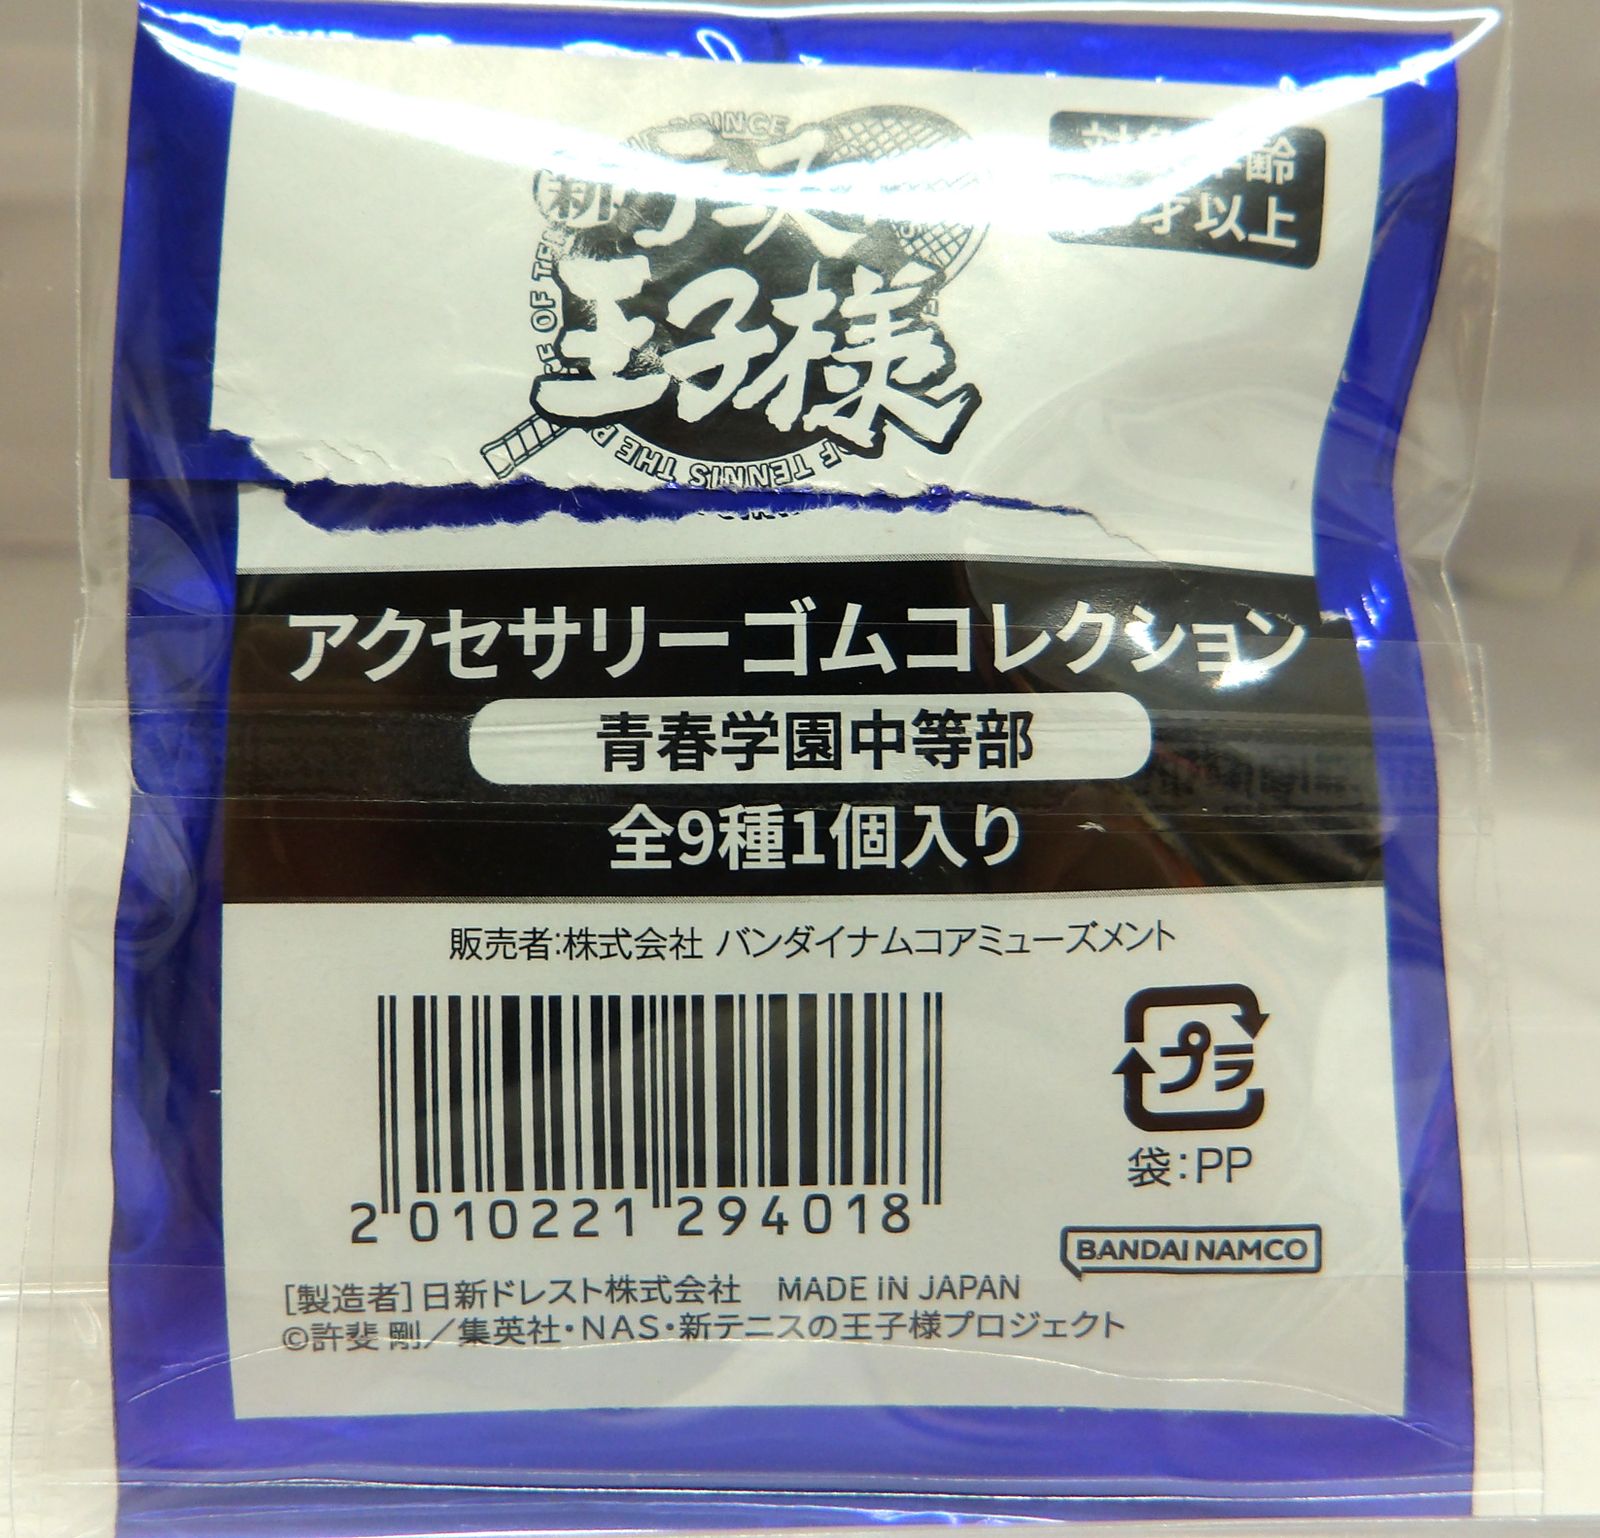 新テニスの
王子様
TENNIS THE
以上
アクセサリーゴムコレクション
青春学園中等部
全9種1個入り
販売者:株式会社 バンダイナムコアミューズメント
2 010221 294018
プラ
袋:PP
BANDAI NAMCO
[製造者]日新ドレスト株式会社 MADE IN JAPAN
©許斐 剛/集英社・NAS・新テニスの王子様プロジェクト